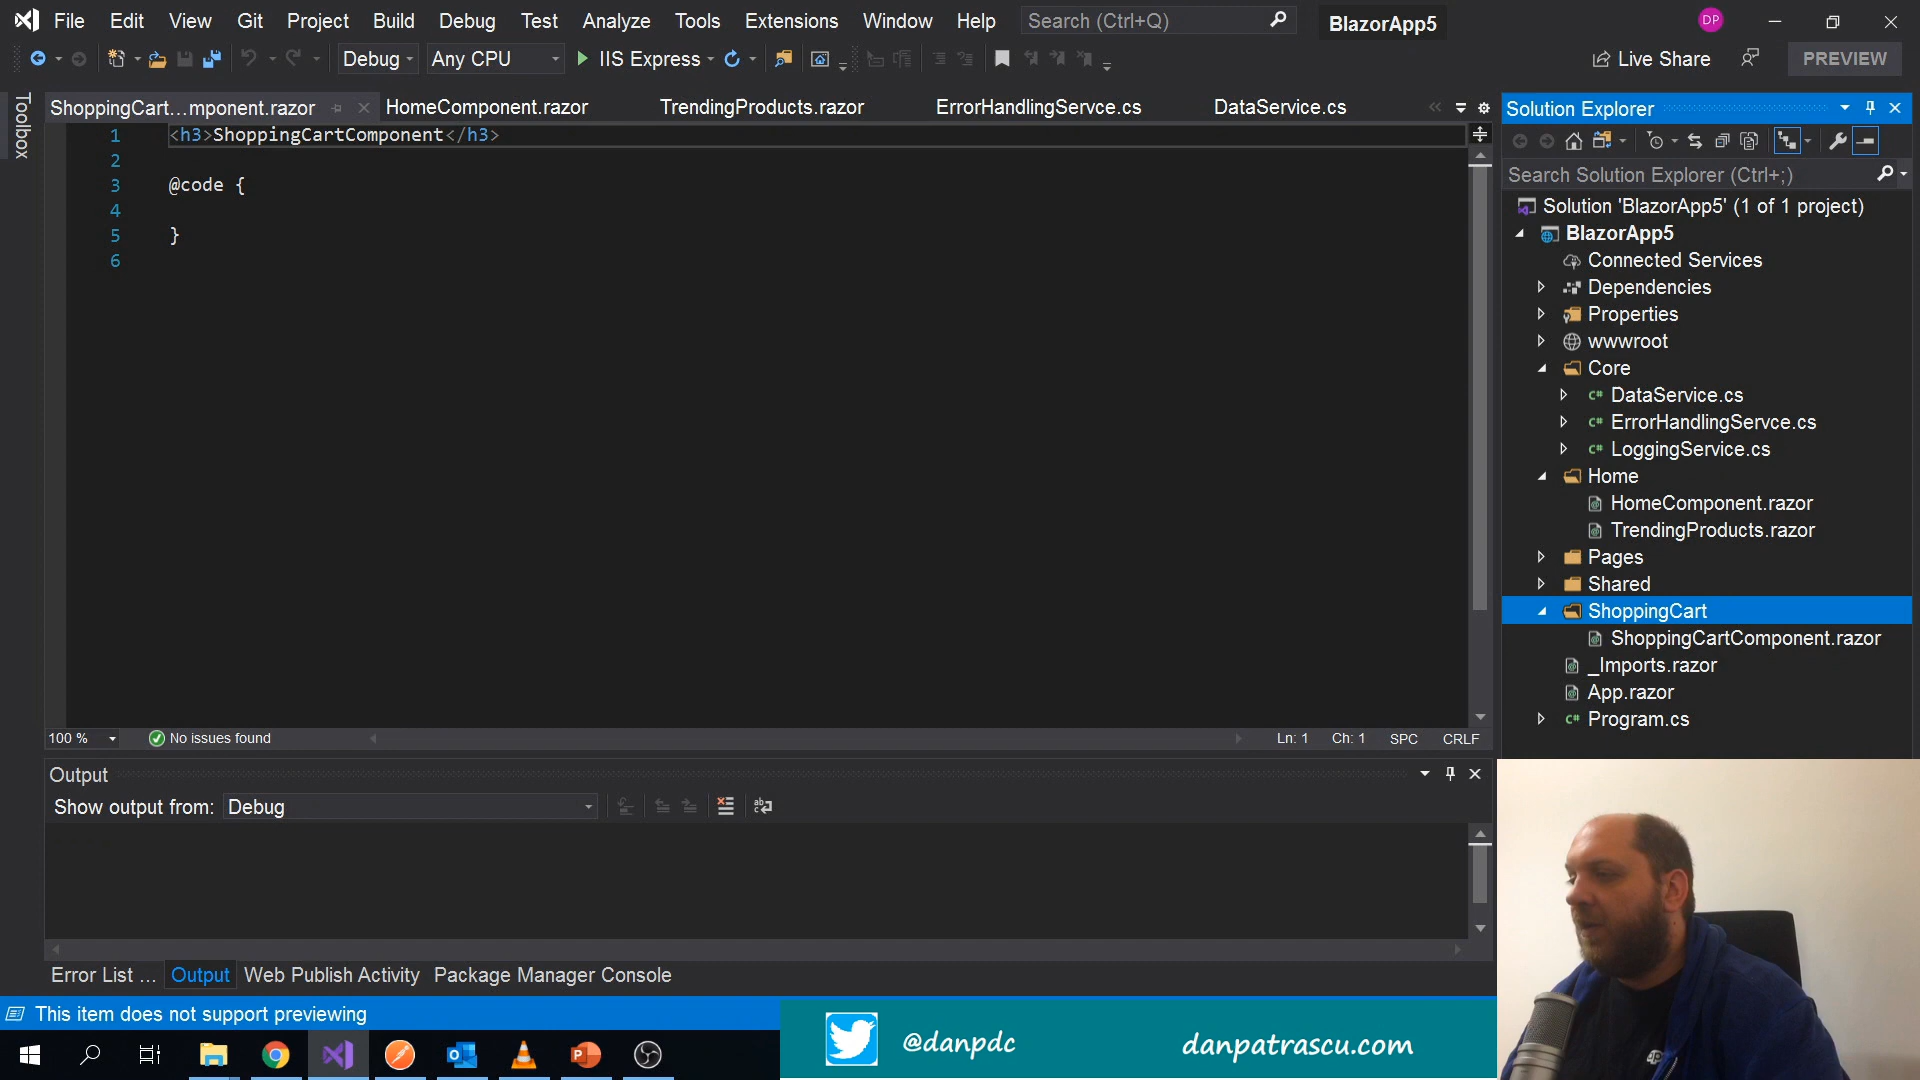 File Edit View Git Project Build Debug Test Analyze Tools Extensions Window Help Search (Ctrl+Q) BlazorApp5 DP
Debug Any CPU IIS Express Live Share PREVIEW
Toolbox
ShoppingCart...mponent.razor HomeComponent.razor TrendingProducts.razor ErrorHandlingServce.cs DataService.cs
1 <h3>ShoppingCartComponent</h3>
2
3 @code {
4
5 }
6
100 % No issues found Ln: 1 Ch: 1 SPC CRLF
Output
Show output from: Debug
Error List ... Output Web Publish Activity Package Manager Console
This item does not support previewing
Solution Explorer
Search Solution Explorer (Ctrl+;)
Solution 'BlazorApp5' (1 of 1 project)
BlazorApp5
Connected Services
Dependencies
Properties
wwwroot
Core
C# DataService.cs
C# ErrorHandlingServce.cs
C# LoggingService.cs
Home
HomeComponent.razor
TrendingProducts.razor
Pages
Shared
ShoppingCart
ShoppingCartComponent.razor
_Imports.razor
App.razor
C# Program.cs
@danpdc danpatrascu.com